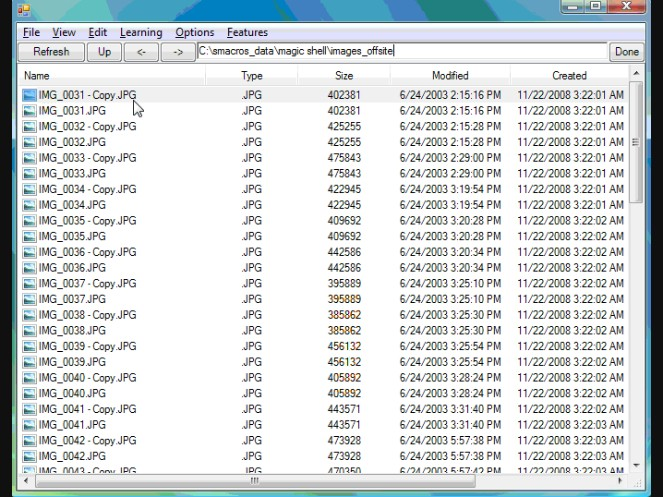 File View Edit Learning Options Features
Refresh Up <- -> C:\smacros_data\magic shell\images_offsite Done
Name Type Size Modified Created
IMG_0031 - Copy.JPG .JPG 402381 6/24/2003 2:15:16 PM 11/22/2008 3:22:01 AM
IMG_0031.JPG .JPG 402381 6/24/2003 2:15:16 PM 11/22/2008 3:22:01 AM
IMG_0032 - Copy.JPG .JPG 425255 6/24/2003 2:15:28 PM 11/22/2008 3:22:01 AM
IMG_0032.JPG .JPG 425255 6/24/2003 2:15:28 PM 11/22/2008 3:22:01 AM
IMG_0033 - Copy.JPG .JPG 475843 6/24/2003 2:29:00 PM 11/22/2008 3:22:01 AM
IMG_0033.JPG .JPG 475843 6/24/2003 2:29:00 PM 11/22/2008 3:22:01 AM
IMG_0034 - Copy.JPG .JPG 422945 6/24/2003 3:19:54 PM 11/22/2008 3:22:01 AM
IMG_0034.JPG .JPG 422945 6/24/2003 3:19:54 PM 11/22/2008 3:22:01 AM
IMG_0035 - Copy.JPG .JPG 409692 6/24/2003 3:20:28 PM 11/22/2008 3:22:02 AM
IMG_0035.JPG .JPG 409692 6/24/2003 3:20:28 PM 11/22/2008 3:22:02 AM
IMG_0036 - Copy.JPG .JPG 442586 6/24/2003 3:20:34 PM 11/22/2008 3:22:02 AM
IMG_0036.JPG .JPG 442586 6/24/2003 3:20:34 PM 11/22/2008 3:22:02 AM
IMG_0037 - Copy.JPG .JPG 395889 6/24/2003 3:25:10 PM 11/22/2008 3:22:02 AM
IMG_0037.JPG .JPG 395889 6/24/2003 3:25:10 PM 11/22/2008 3:22:02 AM
IMG_0038 - Copy.JPG .JPG 385862 6/24/2003 3:25:30 PM 11/22/2008 3:22:02 AM
IMG_0038.JPG .JPG 385862 6/24/2003 3:25:30 PM 11/22/2008 3:22:02 AM
IMG_0039 - Copy.JPG .JPG 456132 6/24/2003 3:25:54 PM 11/22/2008 3:22:02 AM
IMG_0039.JPG .JPG 456132 6/24/2003 3:25:54 PM 11/22/2008 3:22:02 AM
IMG_0040 - Copy.JPG .JPG 405892 6/24/2003 3:28:24 PM 11/22/2008 3:22:02 AM
IMG_0040.JPG .JPG 405892 6/24/2003 3:28:24 PM 11/22/2008 3:22:02 AM
IMG_0041 - Copy.JPG .JPG 443571 6/24/2003 3:31:40 PM 11/22/2008 3:22:03 AM
IMG_0041.JPG .JPG 443571 6/24/2003 3:31:40 PM 11/22/2008 3:22:03 AM
IMG_0042 - Copy.JPG .JPG 473928 6/24/2003 5:57:38 PM 11/22/2008 3:22:03 AM
IMG_0042.JPG .JPG 473928 6/24/2003 5:57:38 PM 11/22/2008 3:22:03 AM
IMG_0043 - Copy.JPG .JPG 470350 6/24/2003 5:57:42 PM 11/22/2008 3:22:03 AM